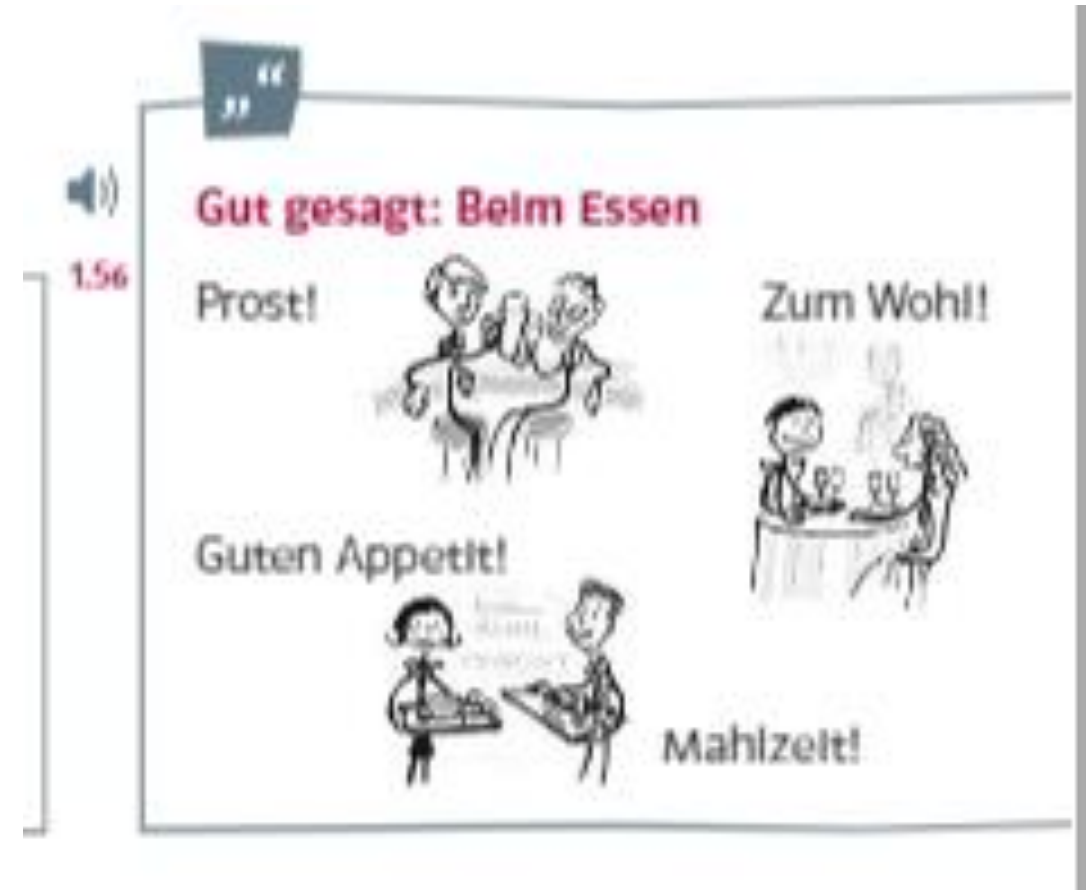 „“
Gut gesagt: Beim Essen
1.56
Prost!
Zum Wohl!
Guten Appetit!
Mahlzeit!